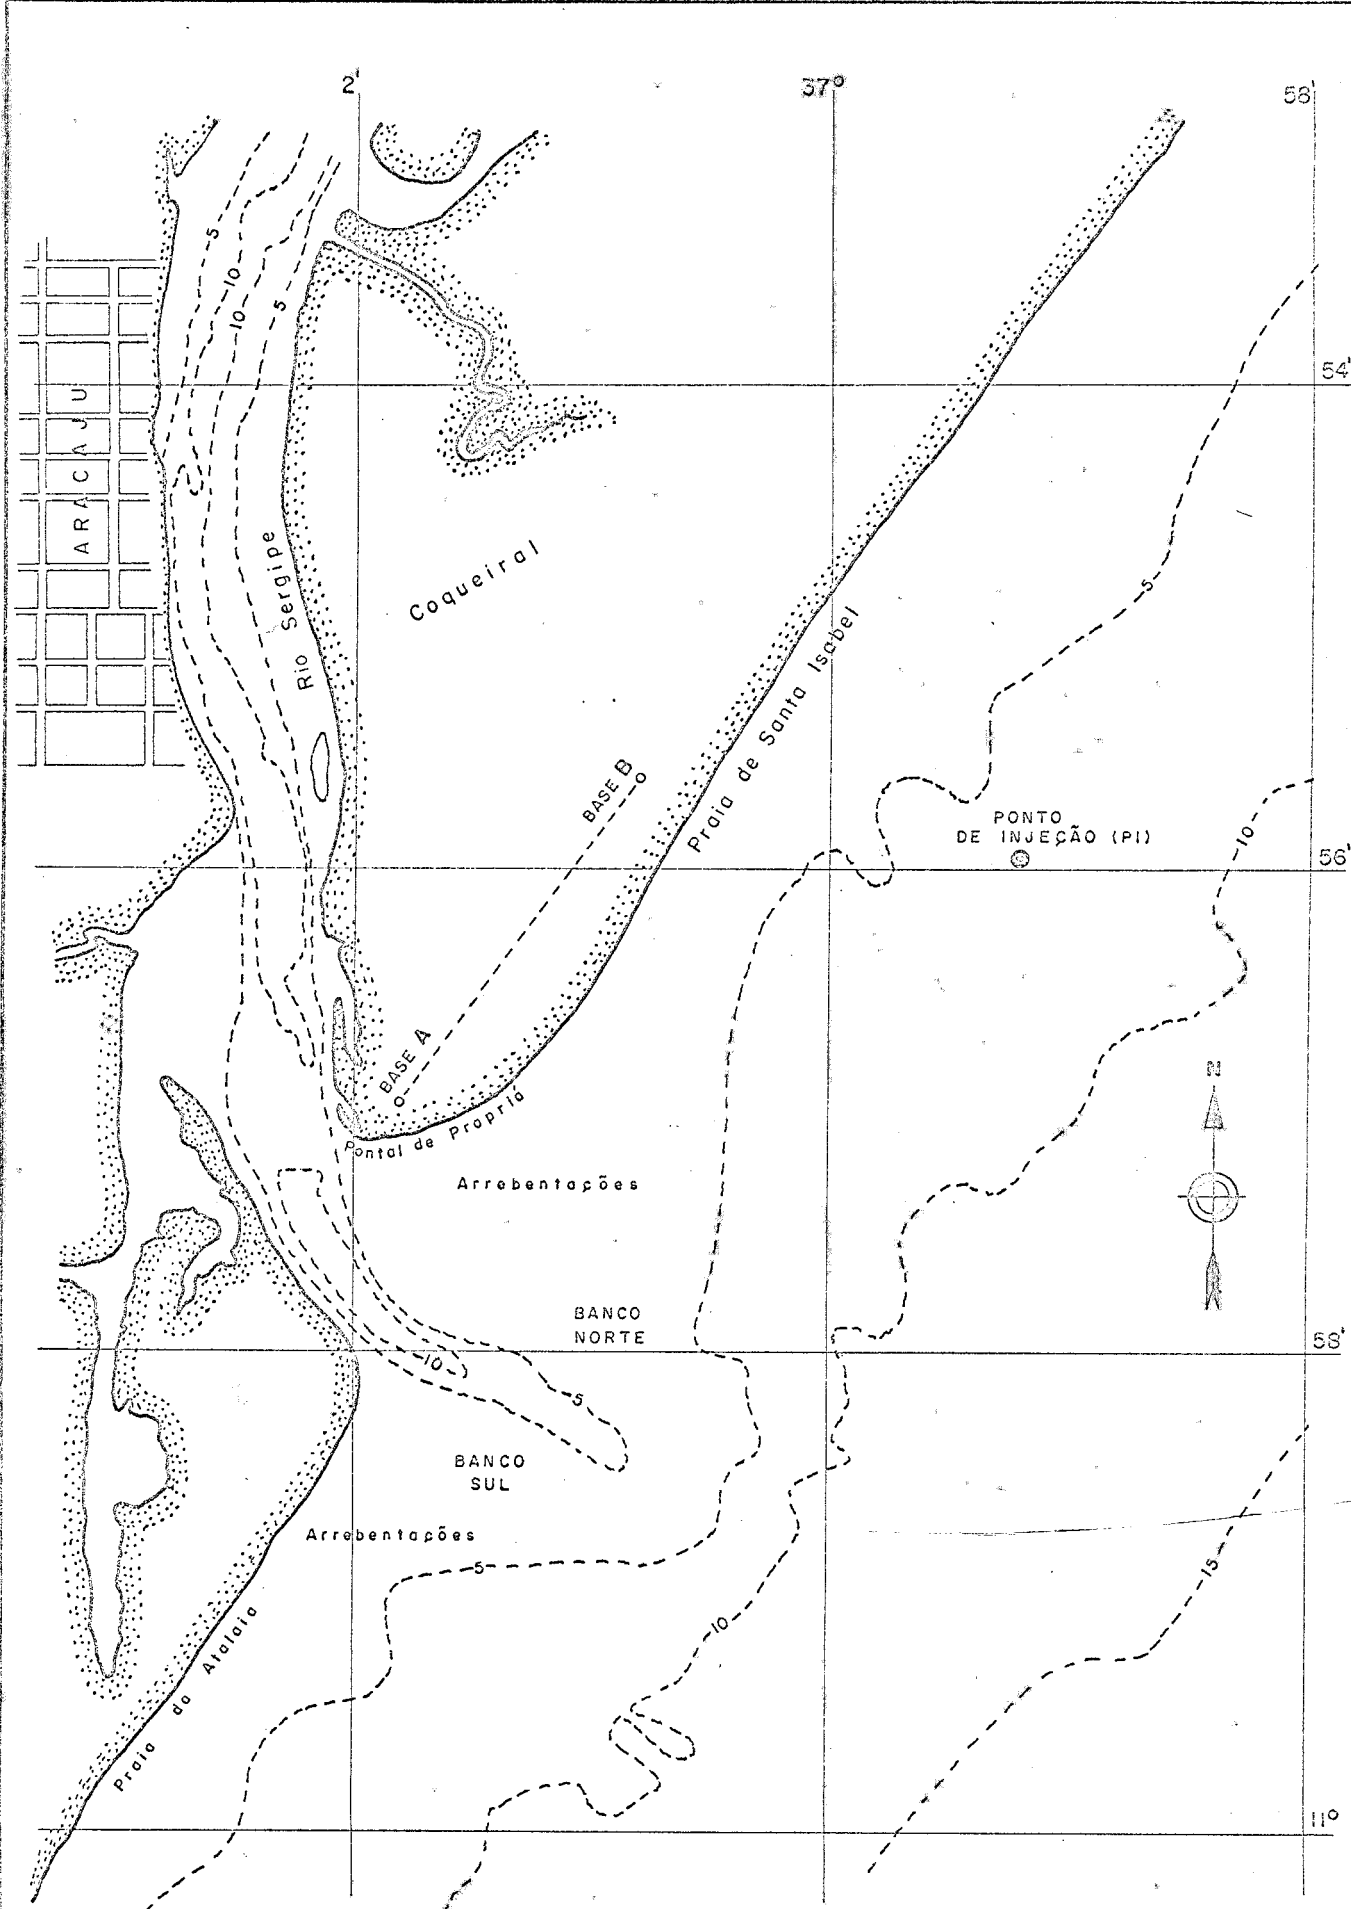 2'
37°
58'
5
10
10
5
54'
ARACAJU
Rio Sergipe
Coqueiral
5
Praia de Santa Isabel
BASE B
PONTO
DE INJEÇÃO (PI)
10
56'
BASE A
N
Pontal de Propriá
Arrebentações
BANCO
NORTE
58'
10
5
BANCO
SUL
Arrebentações
5
15
10
Praia da Atalaia
11°